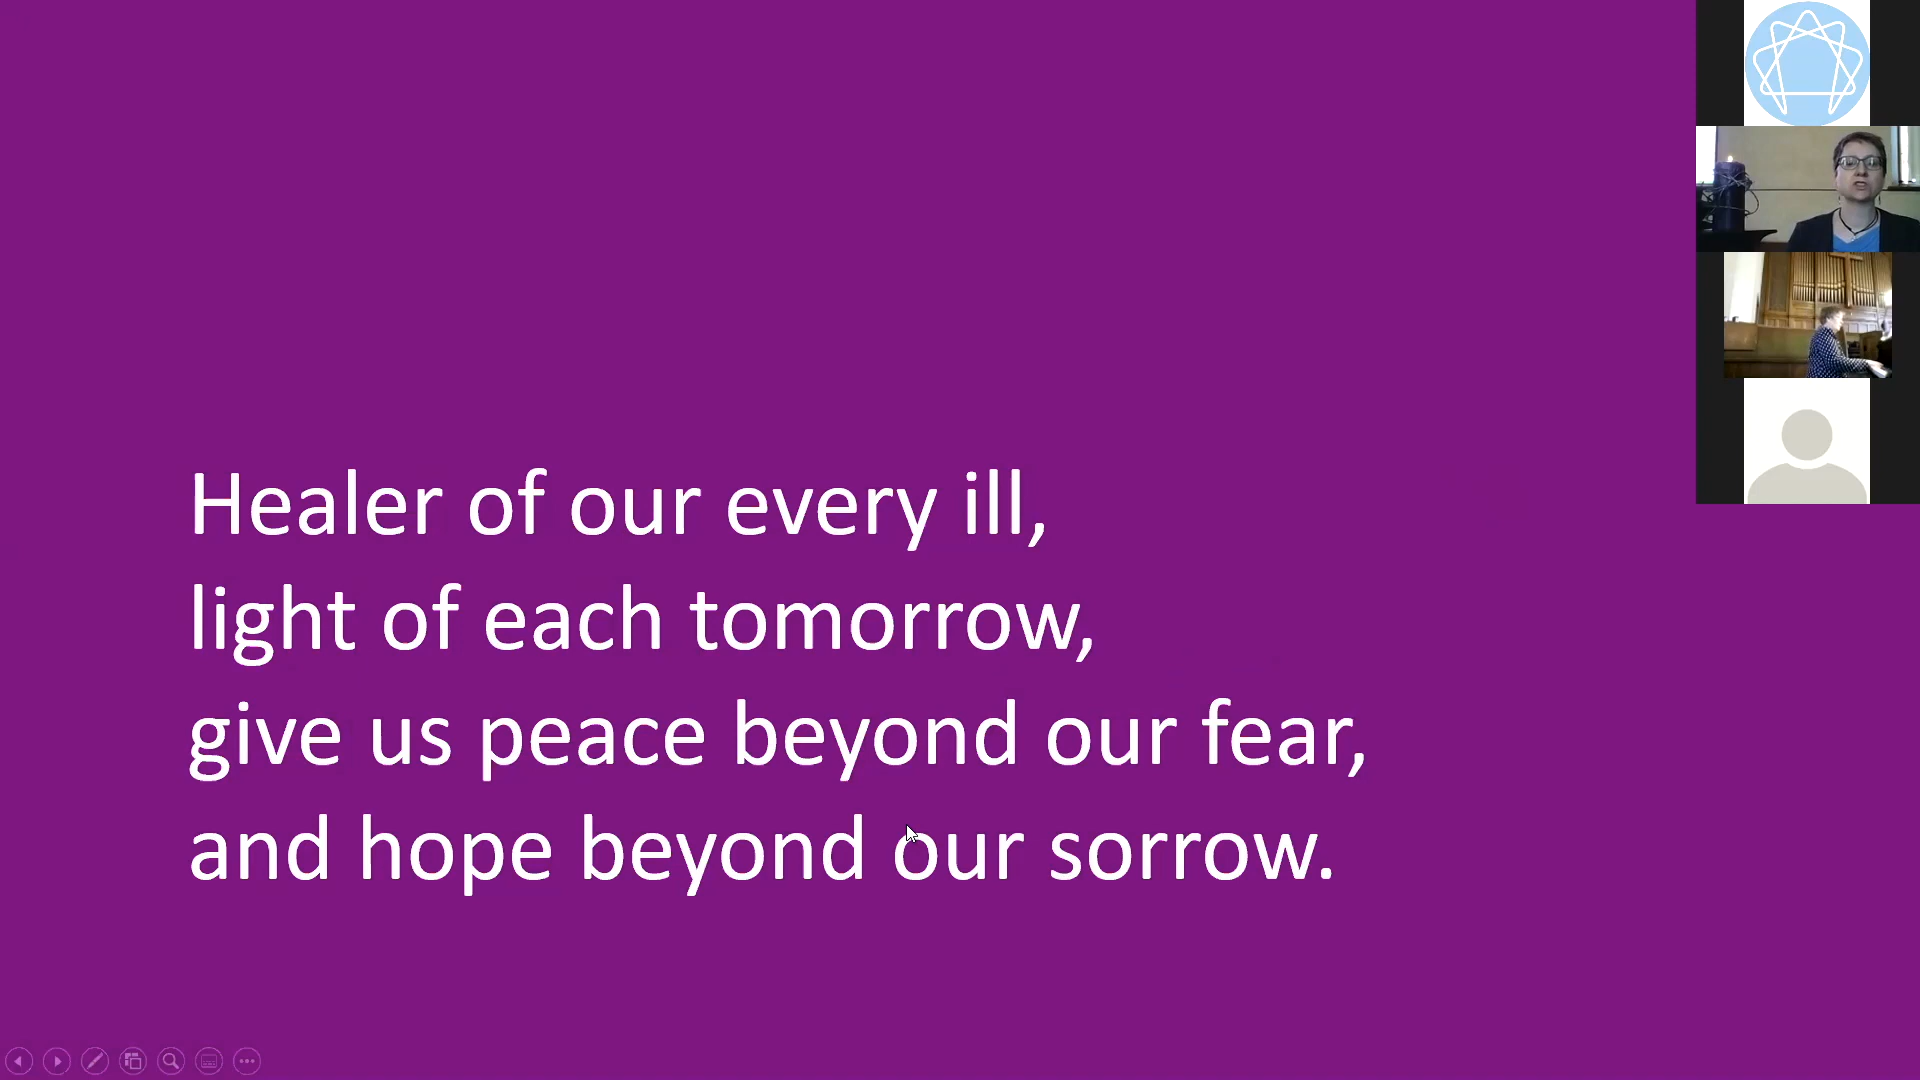 Healer of our every ill,
light of each tomorrow,
give us peace beyond our fear,
and hope beyond our sorrow.